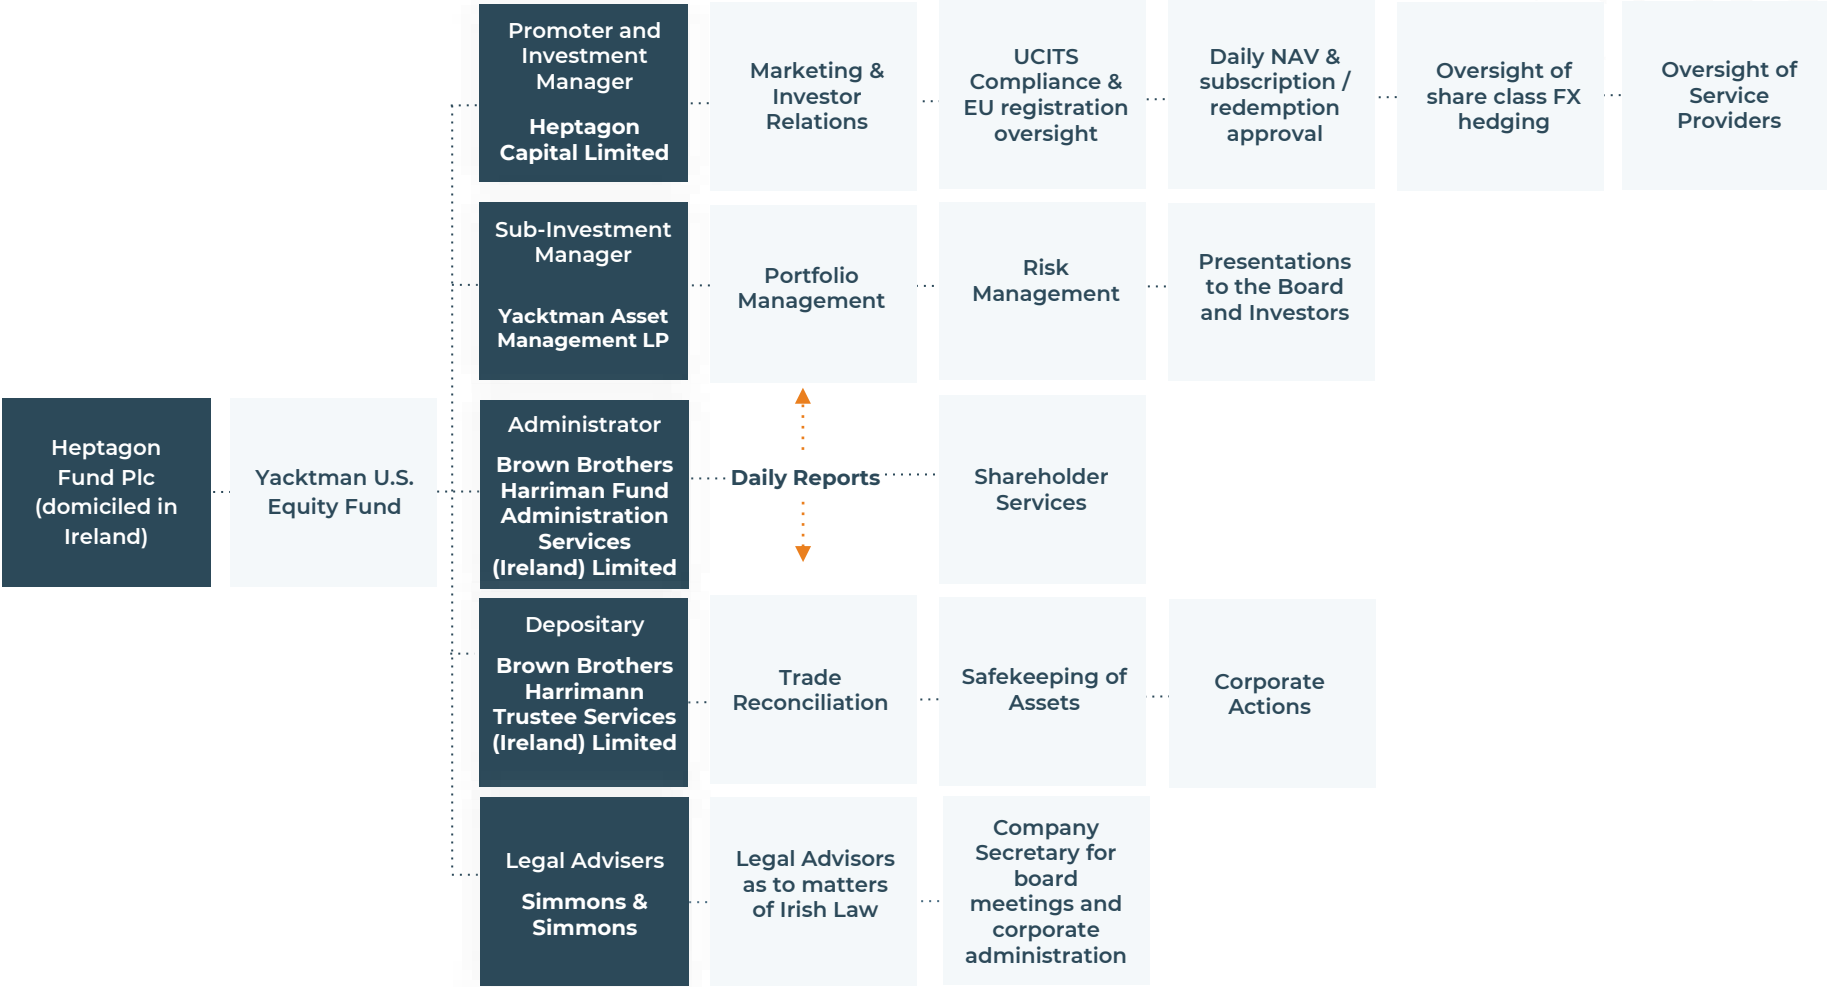 Heptagon
Fund Plc
(domiciled in
Ireland)
Yacktman U.S.
Equity Fund
Promoter and
Investment
Manager
Heptagon
Capital Limited
Marketing &
Investor
Relations
UCITS
Compliance &
EU registration
oversight
Daily NAV &
subscription /
redemption
approval
Oversight of
share class FX
hedging
Oversight of
Service
Providers
Sub-Investment
Manager
Yacktman Asset
Management LP
Portfolio
Management
Risk
Management
Presentations
to the Board
and Investors
Administrator
Brown Brothers
Harriman Fund
Administration
Services
(Ireland) Limited
Daily Reports
Shareholder
Services
Depositary
Brown Brothers
Harrimann
Trustee Services
(Ireland) Limited
Trade
Reconciliation
Safekeeping of
Assets
Corporate
Actions
Legal Advisers
Simmons &
Simmons
Legal Advisors
as to matters
of Irish Law
Company
Secretary for
board
meetings and
corporate
administration